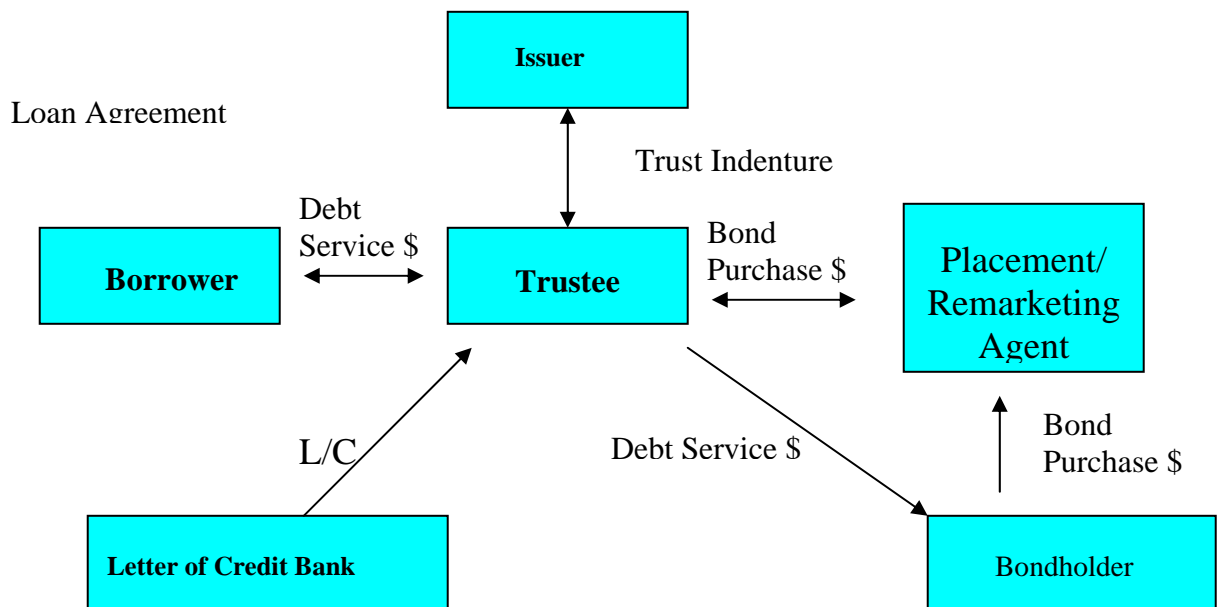 Issuer
Loan Agreement
Trust Indenture
Debt
Service $
Bond
Purchase $
Borrower
Trustee
Placement/
Remarketing
Agent
L/C
Debt Service $
Bond
Purchase $
Letter of Credit Bank
Bondholder